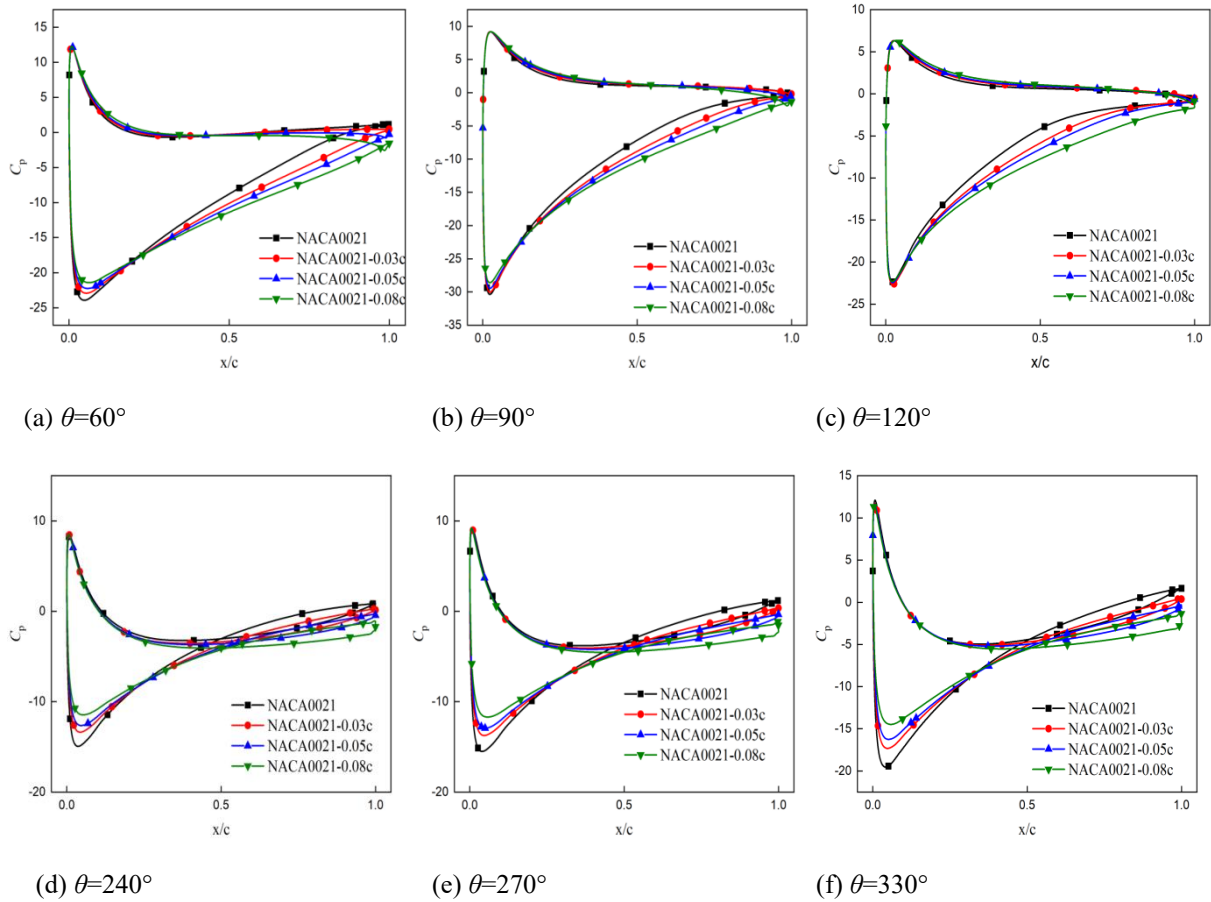 15
10
5
0
-5
-10
-15
-20
-25
Cp
0.0 0.5 1.0
x/c
NACA0021
NACA0021-0.03c
NACA0021-0.05c
NACA0021-0.08c
(a) θ=60°
10
5
0
-5
-10
-15
-20
-25
-30
-35
Cp
0.0 0.5 1.0
x/c
NACA0021
NACA0021-0.03c
NACA0021-0.05c
NACA0021-0.08c
(b) θ=90°
10
5
0
-5
-10
-15
-20
-25
Cp
0.0 0.5 1.0
x/c
NACA0021
NACA0021-0.03c
NACA0021-0.05c
NACA0021-0.08c
(c) θ=120°
10
0
-10
-20
Cp
0.0 0.5 1.0
x/c
NACA0021
NACA0021-0.03c
NACA0021-0.05c
NACA0021-0.08c
(d) θ=240°
10
0
-10
-20
Cp
0.0 0.5 1.0
x/c
NACA0021
NACA0021-0.03c
NACA0021-0.05c
NACA0021-0.08c
(e) θ=270°
15
10
5
0
-5
-10
-15
-20
Cp
0.0 0.5 1.0
x/c
NACA0021
NACA0021-0.03c
NACA0021-0.05c
NACA0021-0.08c
(f) θ=330°